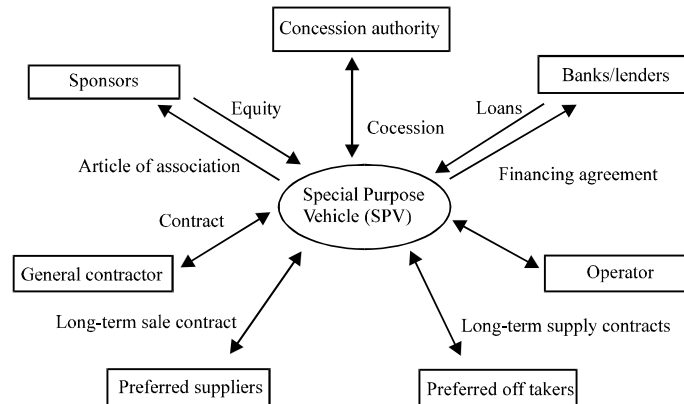 Concession authority
Sponsors
Banks/lenders
Equity
Loans
Cocession
Article of association
Financing agreement
Special Purpose
Vehicle (SPV)
Contract
General contractor
Operator
Long-term sale contract
Long-term supply contracts
Preferred suppliers
Preferred off takers